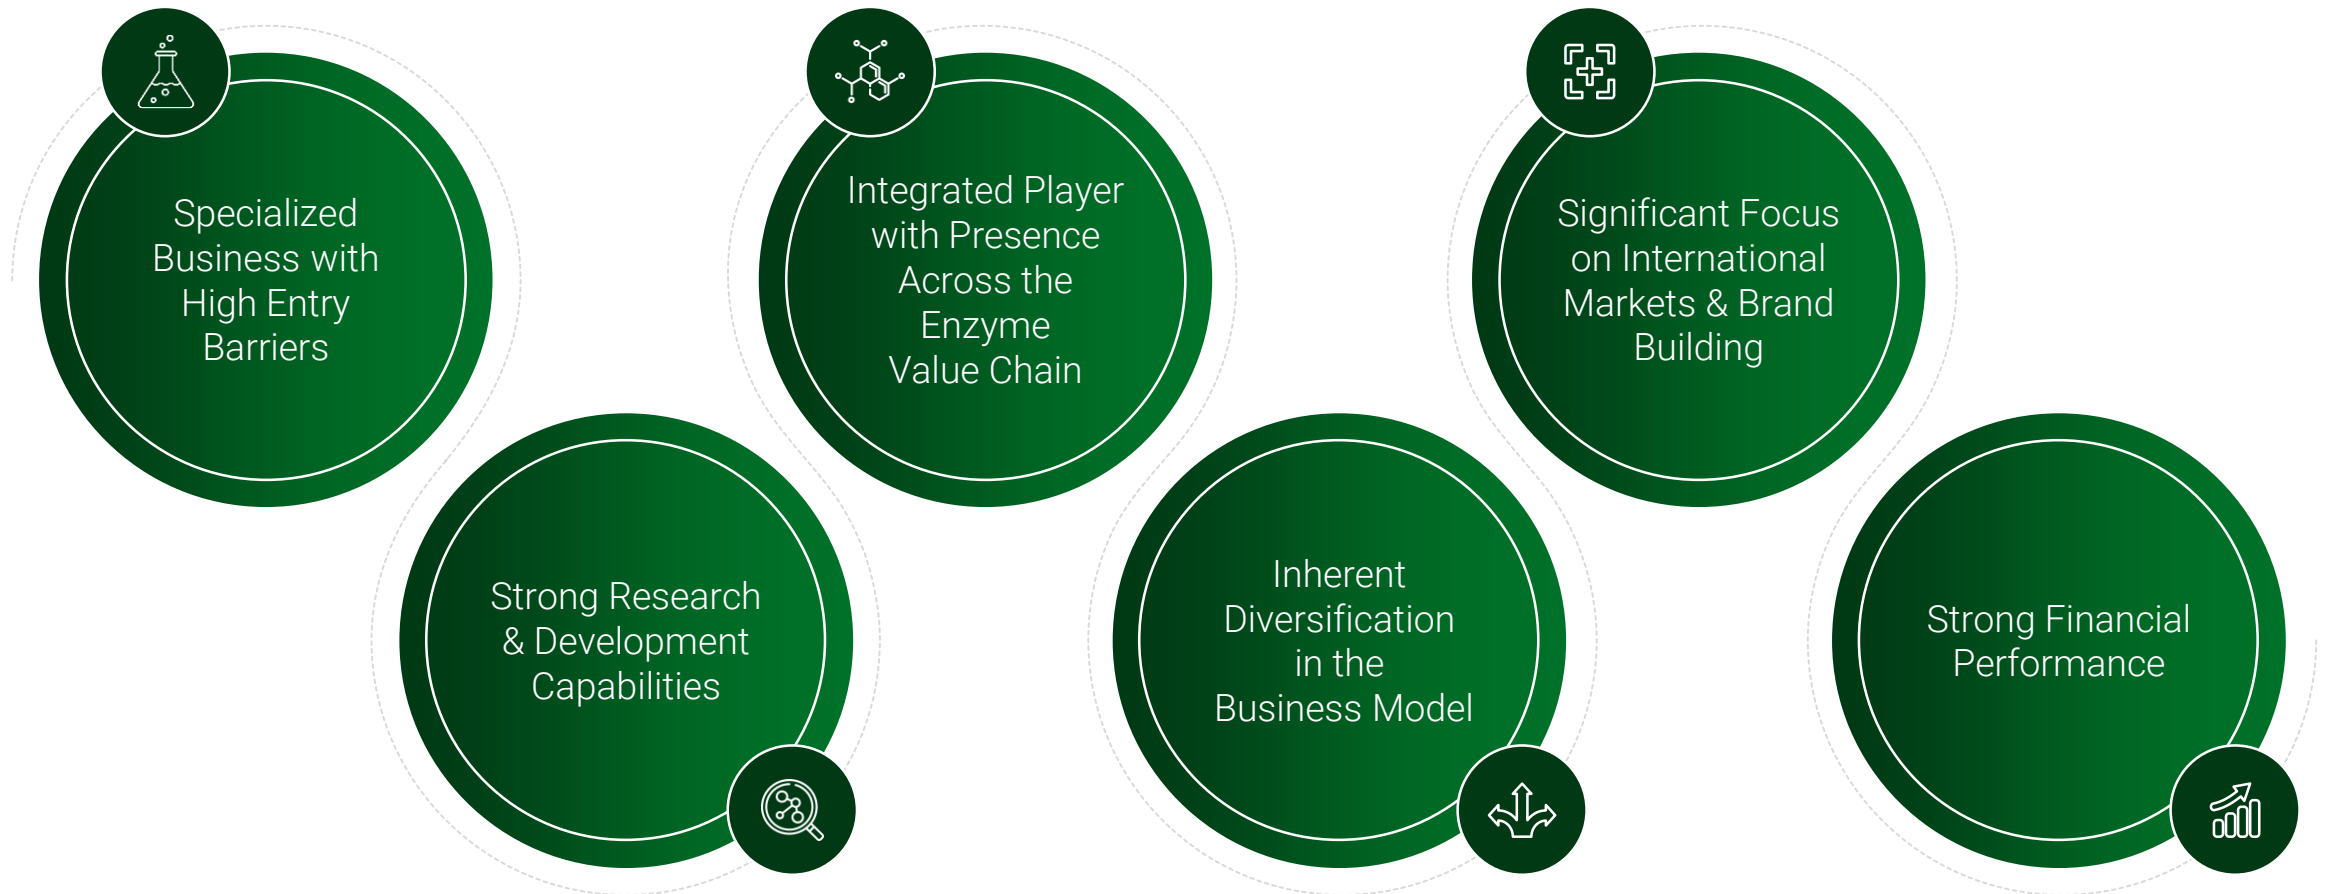 Specialized
Business with
High Entry
Barriers
Strong Research
& Development
Capabilities
Integrated Player
with Presence
Across the
Enzyme
Value Chain
Inherent
Diversification
in the
Business Model
Significant Focus
on International
Markets & Brand
Building
Strong Financial
Performance